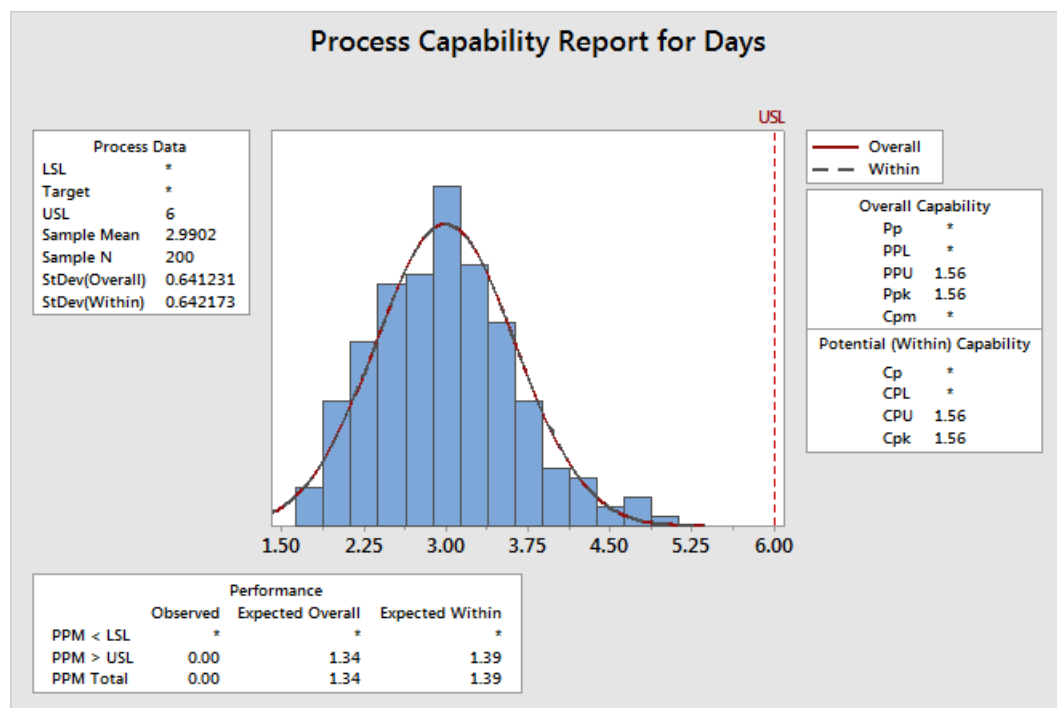 Process Capability Report for Days
USL
Process Data
LSL *
Target *
USL 6
Sample Mean 2.9902
Sample N 200
StDev(Overall) 0.641231
StDev(Within) 0.642173
Overall
Within
Overall Capability
Pp *
PPL *
PPU 1.56
Ppk 1.56
Cpm *
Potential (Within) Capability
Cp *
CPL *
CPU 1.56
Cpk 1.56
1.50 2.25 3.00 3.75 4.50 5.25 6.00
Performance
Observed Expected Overall Expected Within
PPM < LSL * * *
PPM > USL 0.00 1.34 1.39
PPM Total 0.00 1.34 1.39